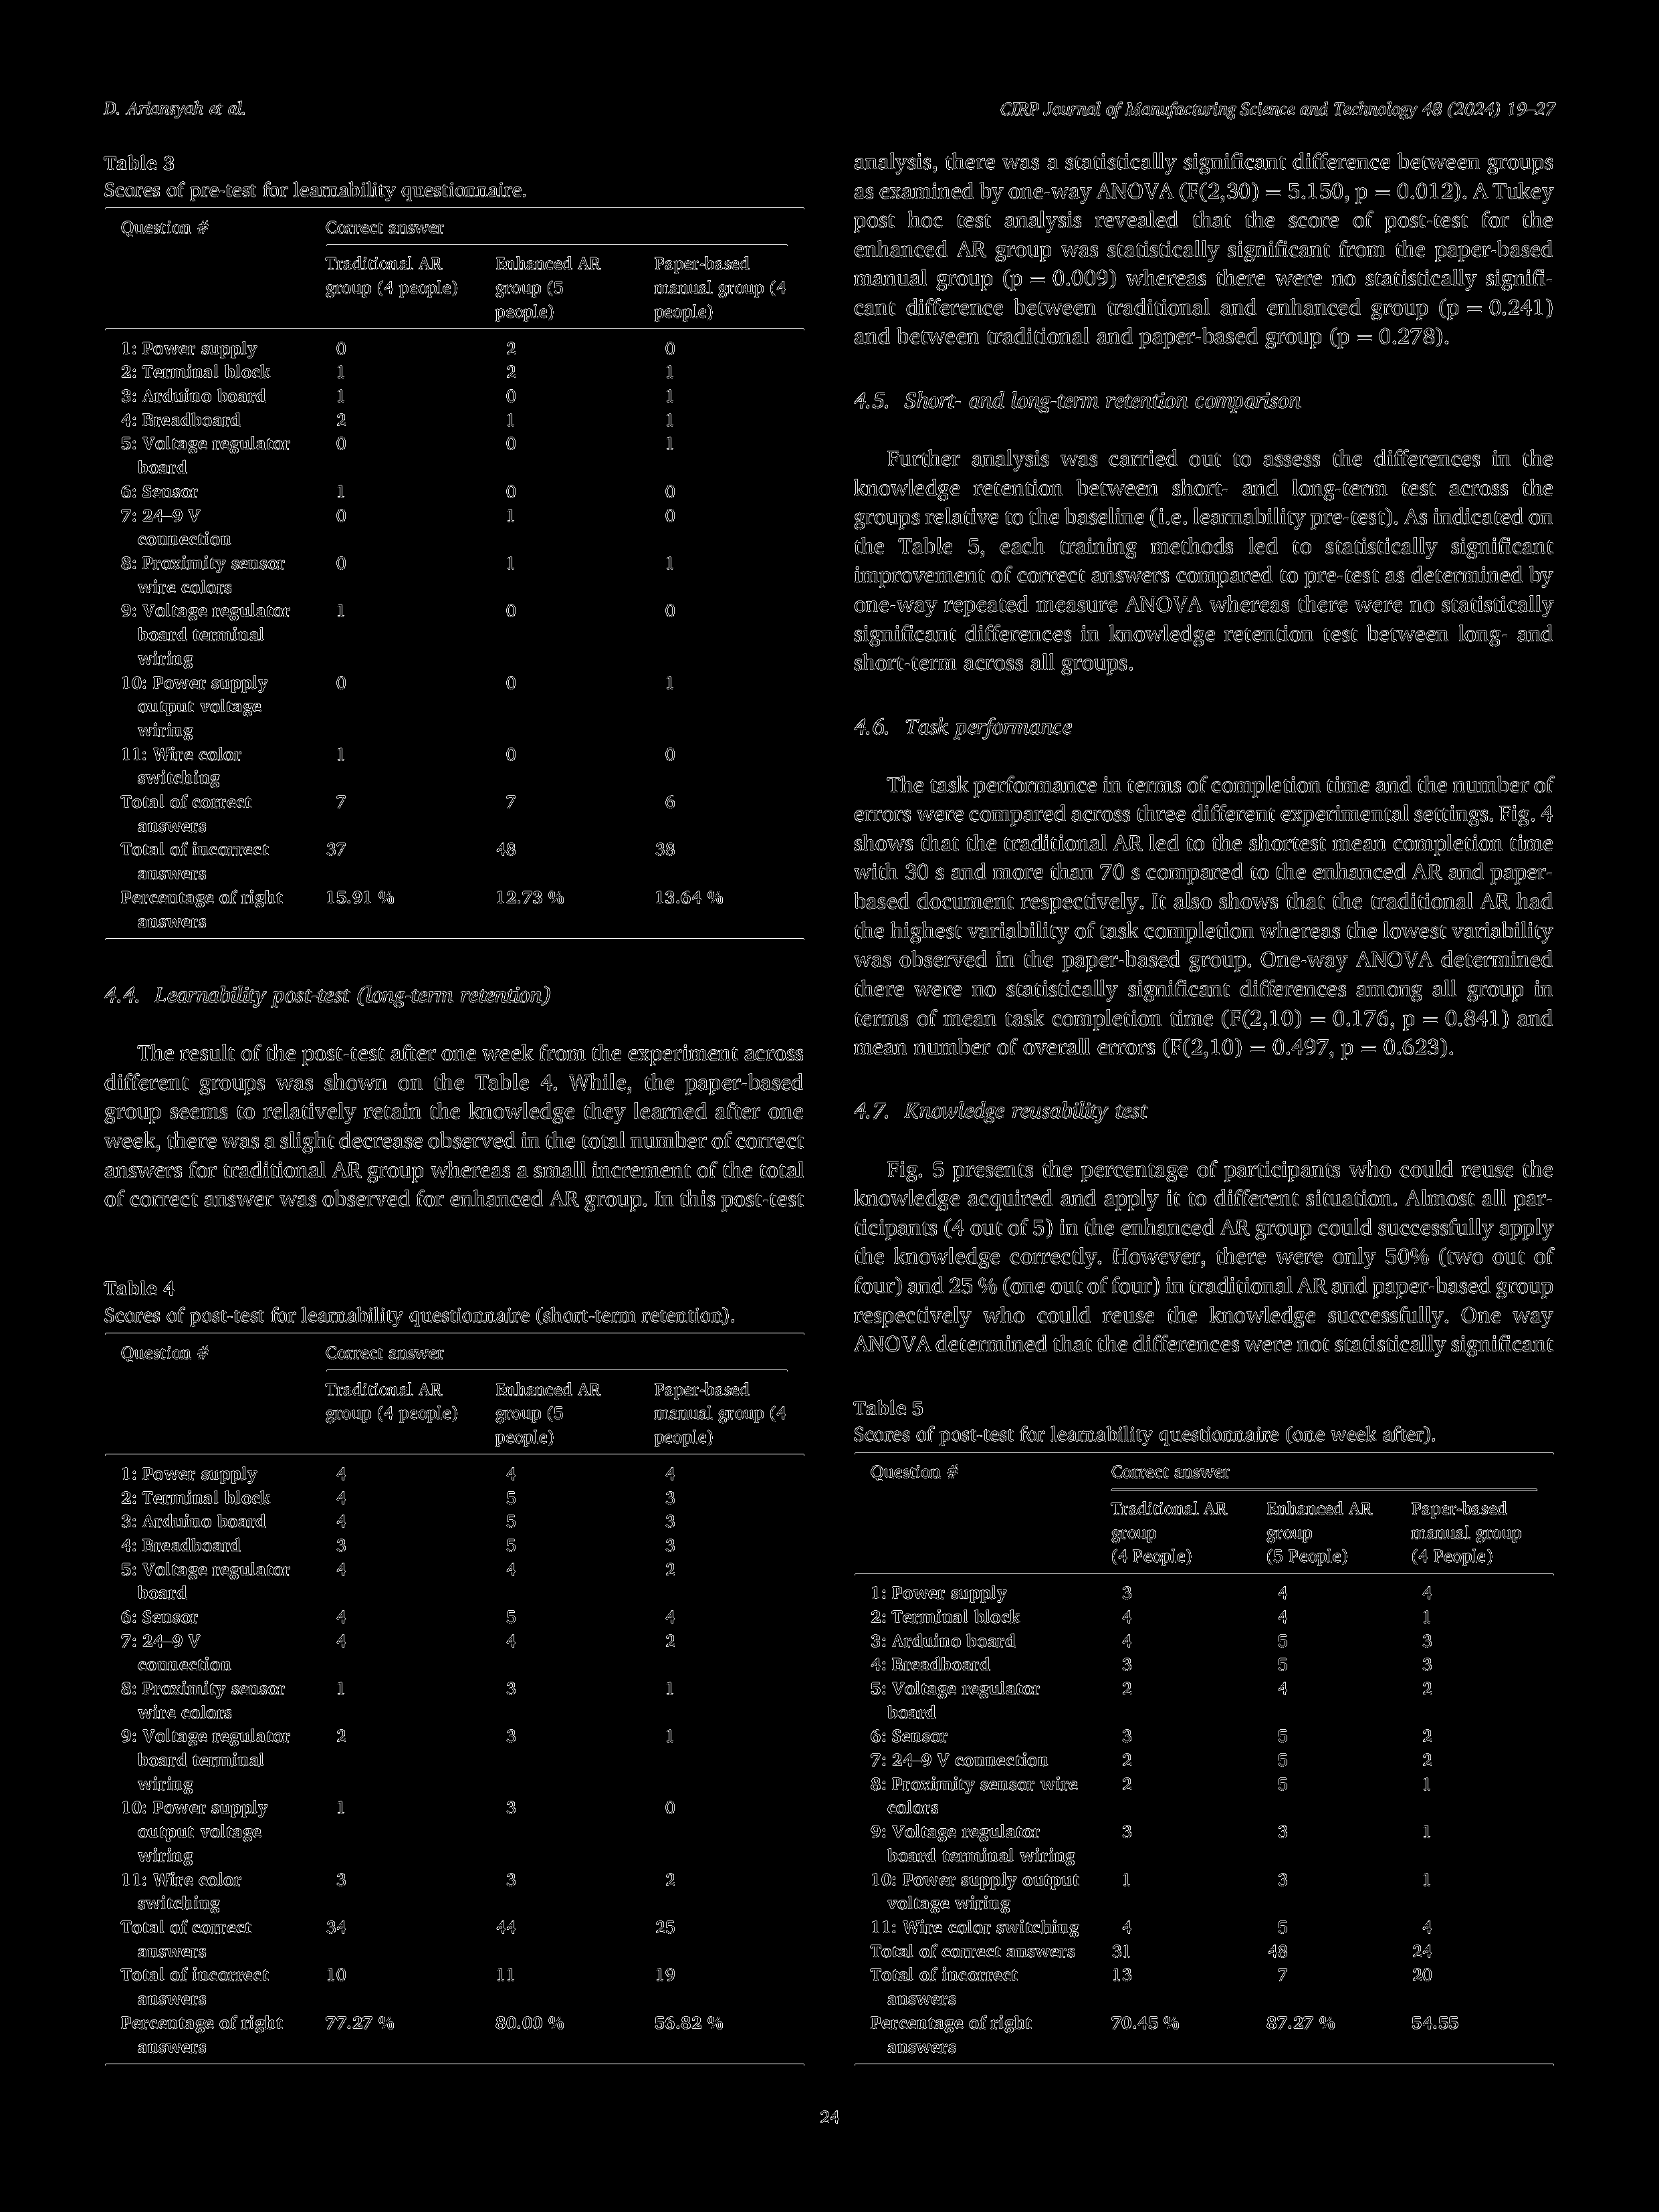 D. Ariansyah et al.
CIRP Journal of Manufacturing Science and Technology 48 (2024) 19–27
Table 3
Scores of pre-test for learnability questionnaire.
Question # Correct answer
Traditional AR Enhanced AR Paper-based
group (4 people) group (5 manual group (4
people) people)
1: Power supply 0 2 0
2: Terminal block 1 2 1
3: Arduino board 1 0 1
4: Breadboard 2 1 1
5: Voltage regulator 0 0 1
board
6: Sensor 1 0 0
7: 24–9 V 0 1 0
connection
8: Proximity sensor 0 1 1
wire colors
9: Voltage regulator 1 0 0
board terminal
wiring
10: Power supply 0 0 1
output voltage
wiring
11: Wire color 1 0 0
switching
Total of correct 7 7 6
answers
Total of incorrect 37 48 38
answers
Percentage of right 15.91 % 12.73 % 13.64 %
answers
4.4. Learnability post-test (long-term retention)
The result of the post-test after one week from the experiment across
different groups was shown on the Table 4. While, the paper-based
group seems to relatively retain the knowledge they learned after one
week, there was a slight decrease observed in the total number of correct
answers for traditional AR group whereas a small increment of the total
of correct answer was observed for enhanced AR group. In this post-test
Table 4
Scores of post-test for learnability questionnaire (short-term retention).
Question # Correct answer
Traditional AR Enhanced AR Paper-based
group (4 people) group (5 manual group (4
people) people)
1: Power supply 4 4 4
2: Terminal block 4 5 3
3: Arduino board 4 5 3
4: Breadboard 3 5 3
5: Voltage regulator 4 4 2
board
6: Sensor 4 5 4
7: 24–9 V 4 4 2
connection
8: Proximity sensor 1 3 1
wire colors
9: Voltage regulator 2 3 1
board terminal
wiring
10: Power supply 1 3 0
output voltage
wiring
11: Wire color 3 3 2
switching
Total of correct 34 44 25
answers
Total of incorrect 10 11 19
answers
Percentage of right 77.27 % 80.00 % 56.82 %
answers
analysis, there was a statistically significant difference between groups
as examined by one-way ANOVA (F(2,30) = 5.150, p = 0.012). A Tukey
post hoc test analysis revealed that the score of post-test for the
enhanced AR group was statistically significant from the paper-based
manual group (p = 0.009) whereas there were no statistically signifi-
cant difference between traditional and enhanced group (p = 0.241)
and between traditional and paper-based group (p = 0.278).
4.5. Short- and long-term retention comparison
Further analysis was carried out to assess the differences in the
knowledge retention between short- and long-term test across the
groups relative to the baseline (i.e. learnability pre-test). As indicated on
the Table 5, each training methods led to statistically significant
improvement of correct answers compared to pre-test as determined by
one-way repeated measure ANOVA whereas there were no statistically
significant differences in knowledge retention test between long- and
short-term across all groups.
4.6. Task performance
The task performance in terms of completion time and the number of
errors were compared across three different experimental settings. Fig. 4
shows that the traditional AR led to the shortest mean completion time
with 30 s and more than 70 s compared to the enhanced AR and paper-
based document respectively. It also shows that the traditional AR had
the highest variability of task completion whereas the lowest variability
was observed in the paper-based group. One-way ANOVA determined
there were no statistically significant differences among all group in
terms of mean task completion time (F(2,10) = 0.176, p = 0.841) and
mean number of overall errors (F(2,10) = 0.497, p = 0.623).
4.7. Knowledge reusability test
Fig. 5 presents the percentage of participants who could reuse the
knowledge acquired and apply it to different situation. Almost all par-
ticipants (4 out of 5) in the enhanced AR group could successfully apply
the knowledge correctly. However, there were only 50% (two out of
four) and 25 % (one out of four) in traditional AR and paper-based group
respectively who could reuse the knowledge successfully. One way
ANOVA determined that the differences were not statistically significant
Table 5
Scores of post-test for learnability questionnaire (one week after).
Question # Correct answer
Traditional AR Enhanced AR Paper-based
group group manual group
(4 People) (5 People) (4 People)
1: Power supply 3 4 4
2: Terminal block 4 4 1
3: Arduino board 4 5 3
4: Breadboard 3 5 3
5: Voltage regulator 2 4 2
board
6: Sensor 3 5 2
7: 24–9 V connection 2 5 2
8: Proximity sensor wire 2 5 1
colors
9: Voltage regulator 3 3 1
board terminal wiring
10: Power supply output 1 3 1
voltage wiring
11: Wire color switching 4 5 4
Total of correct answers 31 48 24
Total of incorrect 13 7 20
answers
Percentage of right 70.45 % 87.27 % 54.55
answers
24